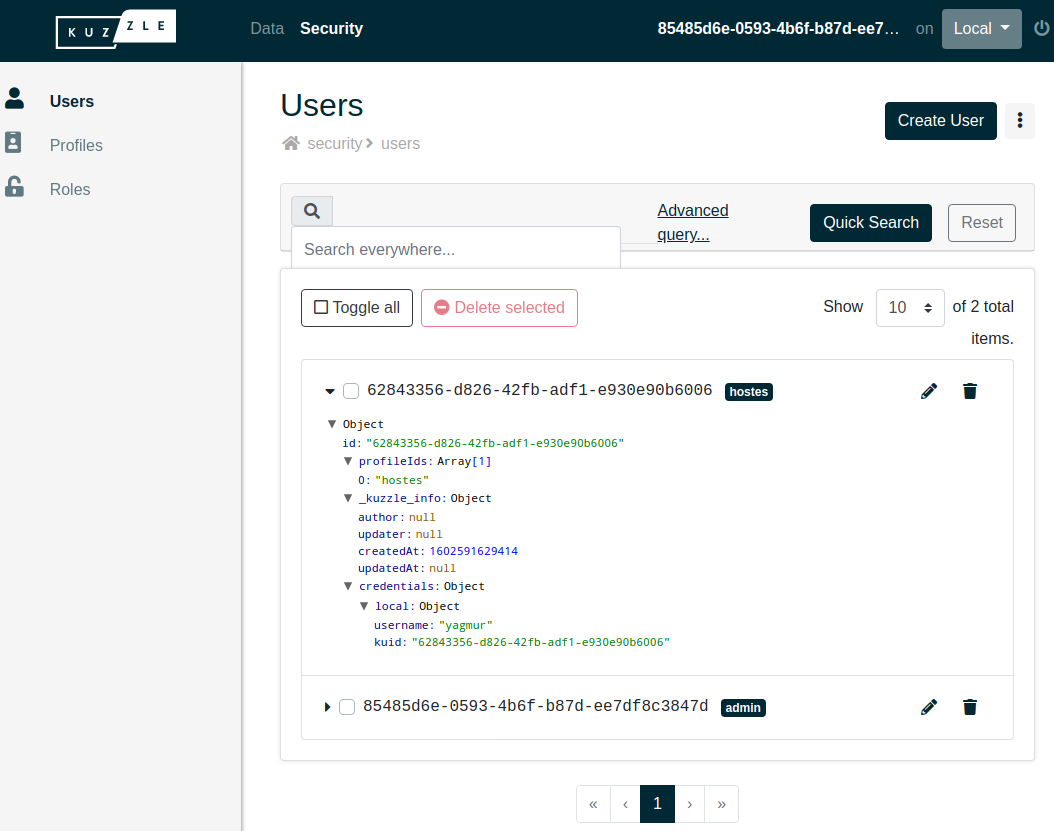 KUZZLE
Data Security
85485d6e-0593-4b6f-b87d-ee7... on Local
Users
Profiles
Roles
Users
security users
Create User
Search everywhere...
Advanced
query...
Quick Search
Reset
Toggle all
Delete selected
Show 10 of 2 total
items.
62843356-d826-42fb-adf1-e930e90b6006 hostes
Object
id: "62843356-d826-42fb-adf1-e930e90b6006"
profileIds: Array[1]
0: "hostes"
_kuzzle_info: Object
author: null
updater: null
createdAt: 1602591629414
updatedAt: null
credentials: Object
local: Object
username: "yagmur"
kuid: "62843356-d826-42fb-adf1-e930e90b6006"
85485d6e-0593-4b6f-b87d-ee7df8c3847d admin
« ‹ 1 › »